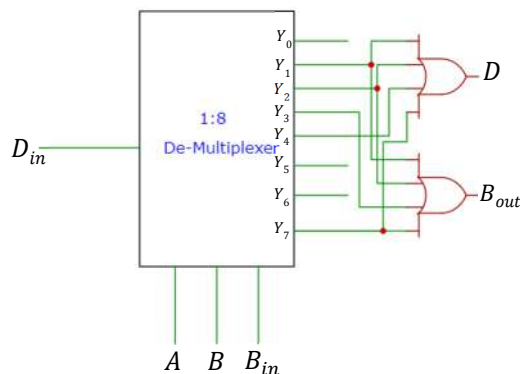 Y0
Y1
Y2
Y3
Y4
Y5
Y6
Y7
1:8
De-Multiplexer
Din
D
Bout
A B Bin